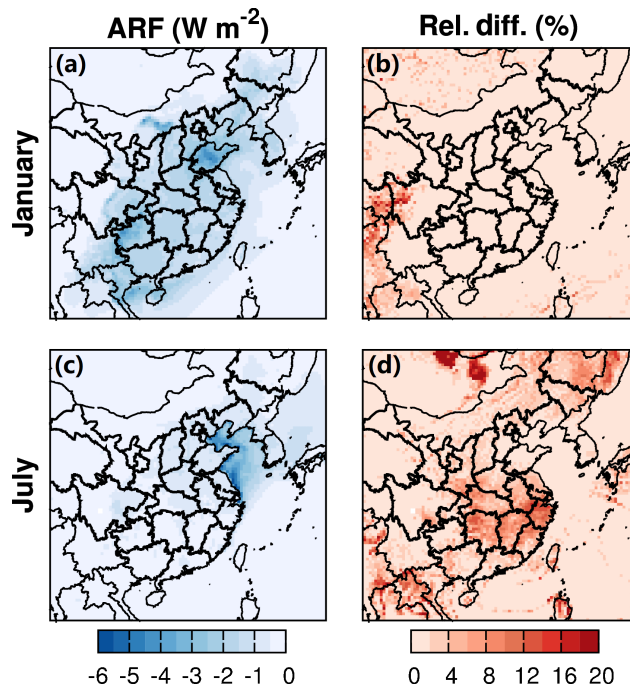 ARF (W m⁻²) Rel. diff. (%)
January
(a) (b)
July
(c) (d)
-6 -5 -4 -3 -2 -1 0
0 4 8 12 16 20